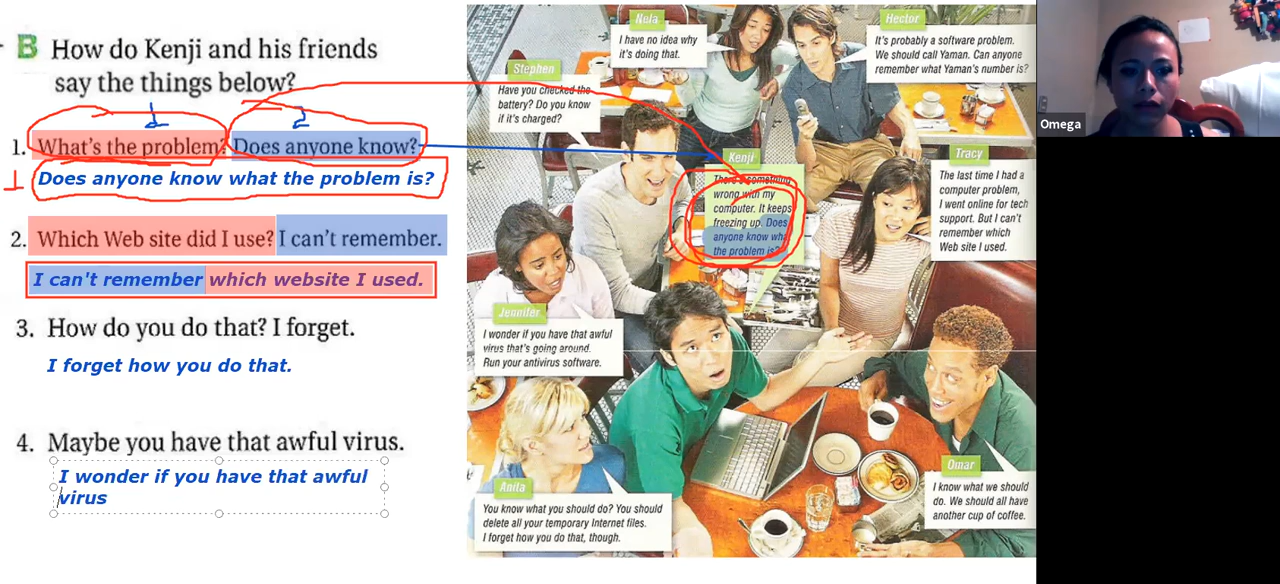 B How do Kenji and his friends
say the things below?
1 2
1. What's the problem? Does anyone know?
1 Does anyone know what the problem is?
2. Which Web site did I use? I can't remember.
I can't remember which website I used.
3. How do you do that? I forget.
I forget how you do that.
4. Maybe you have that awful virus.
I wonder if you have that awful
virus
Nela
I have no idea why
it's doing that.
Hector
It's probably a software problem.
We should call Yaman. Can anyone
remember what Yaman's number is?
Stephen
Have you checked the
battery? Do you know
if it's charged?
Kenji
There's something
wrong with my
computer. It keeps
freezing up. Does
anyone know what
the problem is?
Tracy
The last time I had a
computer problem,
I went online for tech
support. But I can't
remember which
Web site I used.
Jennifer
I wonder if you have that awful
virus that's going around.
Run your antivirus software.
Anita
You know what you should do? You should
delete all your temporary Internet files.
I forget how you do that, though.
Omar
I know what we should
do. We should all have
another cup of coffee.
Omega